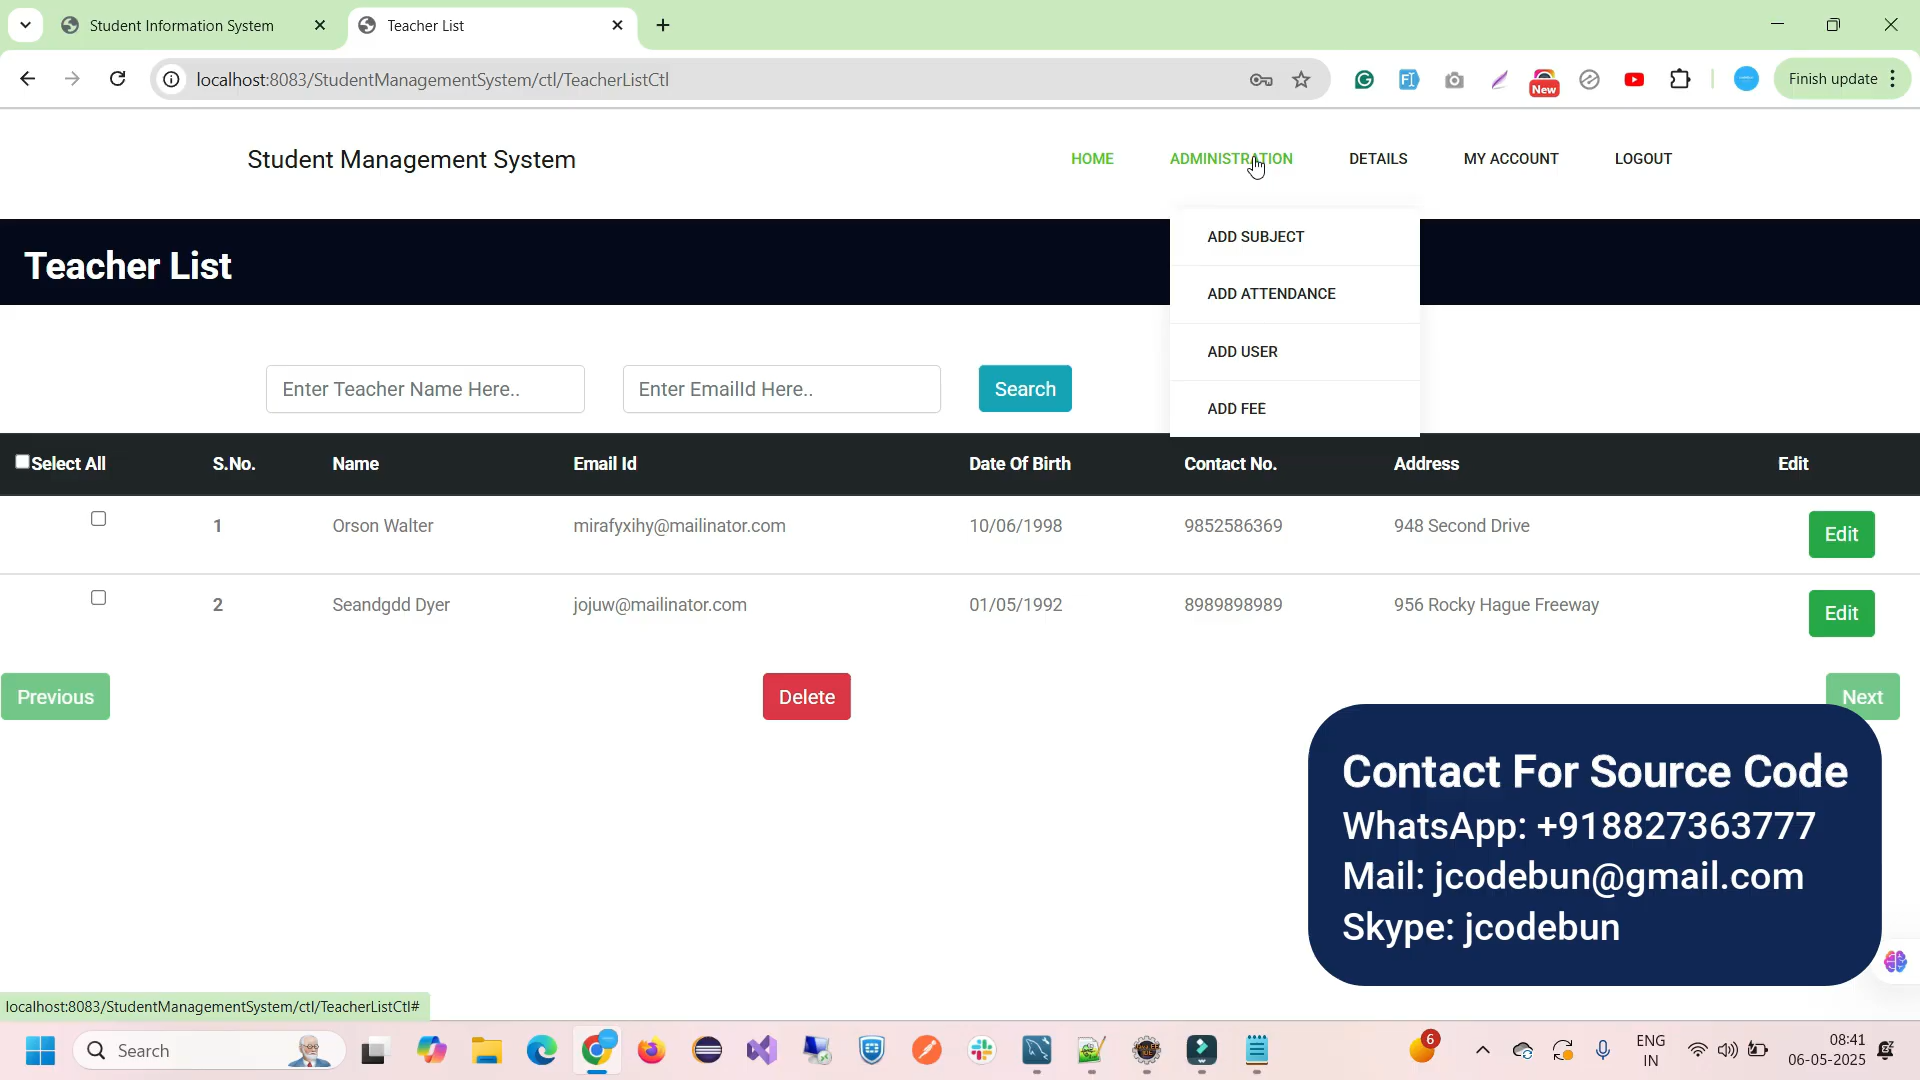 Student Information System
Teacher List
localhost:8083/StudentManagementSystem/ctl/TeacherListCtl
New
Finish update
Student Management System
HOME
ADMINISTRATION
DETAILS
MY ACCOUNT
LOGOUT
ADD SUBJECT
ADD ATTENDANCE
ADD USER
ADD FEE
Teacher List
Enter Teacher Name Here..
Enter EmailId Here..
Search
Select All S.No. Name Email Id Date Of Birth Contact No. Address Edit
1 Orson Walter mirafyxihy@mailinator.com 10/06/1998 9852586369 948 Second Drive Edit
2 Seandgdd Dyer jojuw@mailinator.com 01/05/1992 8989898989 956 Rocky Hague Freeway Edit
Previous Delete Next
Contact For Source Code
WhatsApp: +918827363777
Mail: jcodebun@gmail.com
Skype: jcodebun
localhost:8083/StudentManagementSystem/ctl/TeacherListCtl#
Search
6
ENG
IN
08:41
06-05-2025